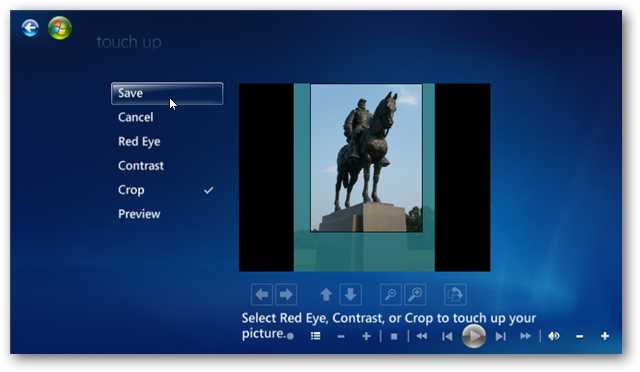 touch up
Save
Cancel
Red Eye
Contrast
Crop
Preview
Select Red Eye, Contrast, or Crop to touch up your
picture.